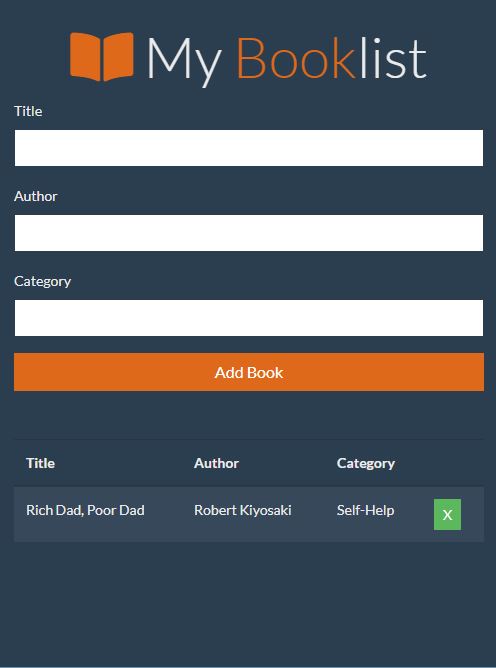 My Booklist
Title
Author
Category
Add Book
Title Author Category
Rich Dad, Poor Dad Robert Kiyosaki Self-Help X